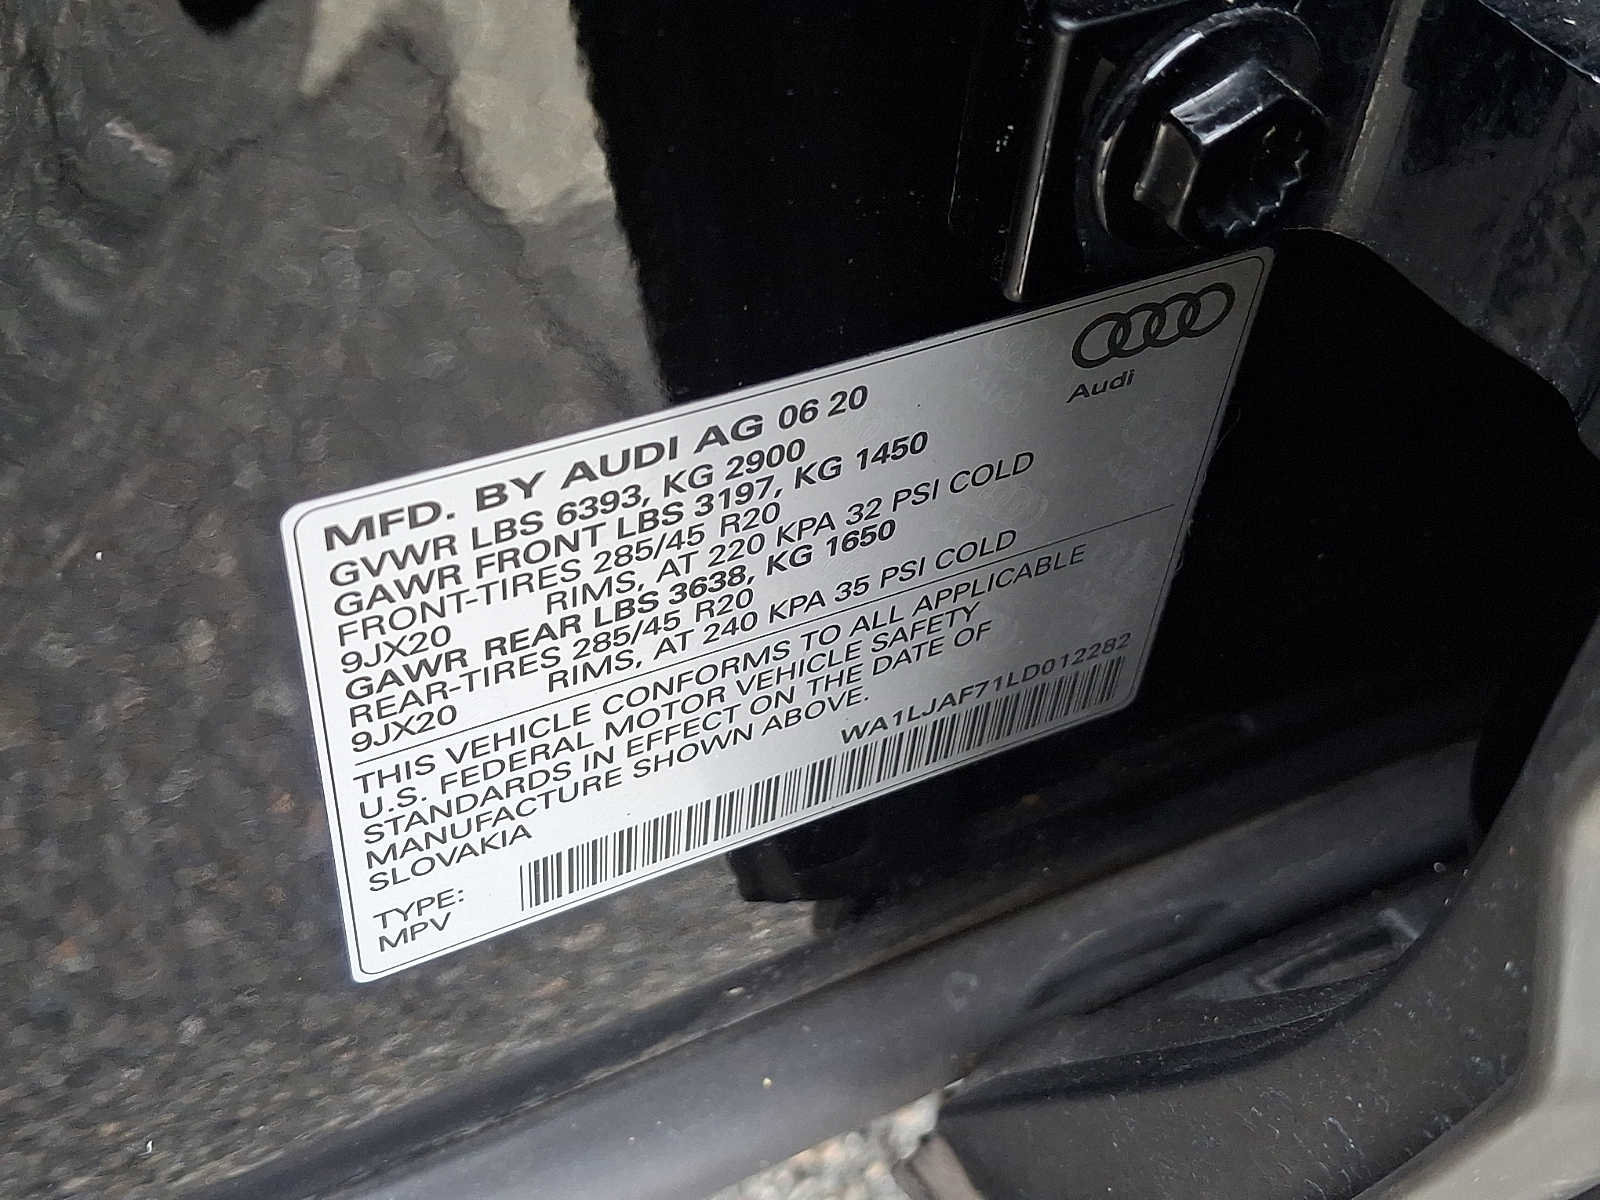 Audi
MFD. BY AUDI AG 06 20
GVWR LBS 6393, KG 2900
GAWR FRONT LBS 3197, KG 1450
FRONT-TIRES 285/45 R20
9JX20 RIMS, AT 220 KPA 32 PSI COLD
GAWR REAR LBS 3638, KG 1650
REAR-TIRES 285/45 R20
9JX20 RIMS, AT 240 KPA 35 PSI COLD
THIS VEHICLE CONFORMS TO ALL APPLICABLE
U.S. FEDERAL MOTOR VEHICLE SAFETY
STANDARDS IN EFFECT ON THE DATE OF
MANUFACTURE SHOWN ABOVE.
SLOVAKIA
WA1LJAF71LD012282
TYPE:
MPV